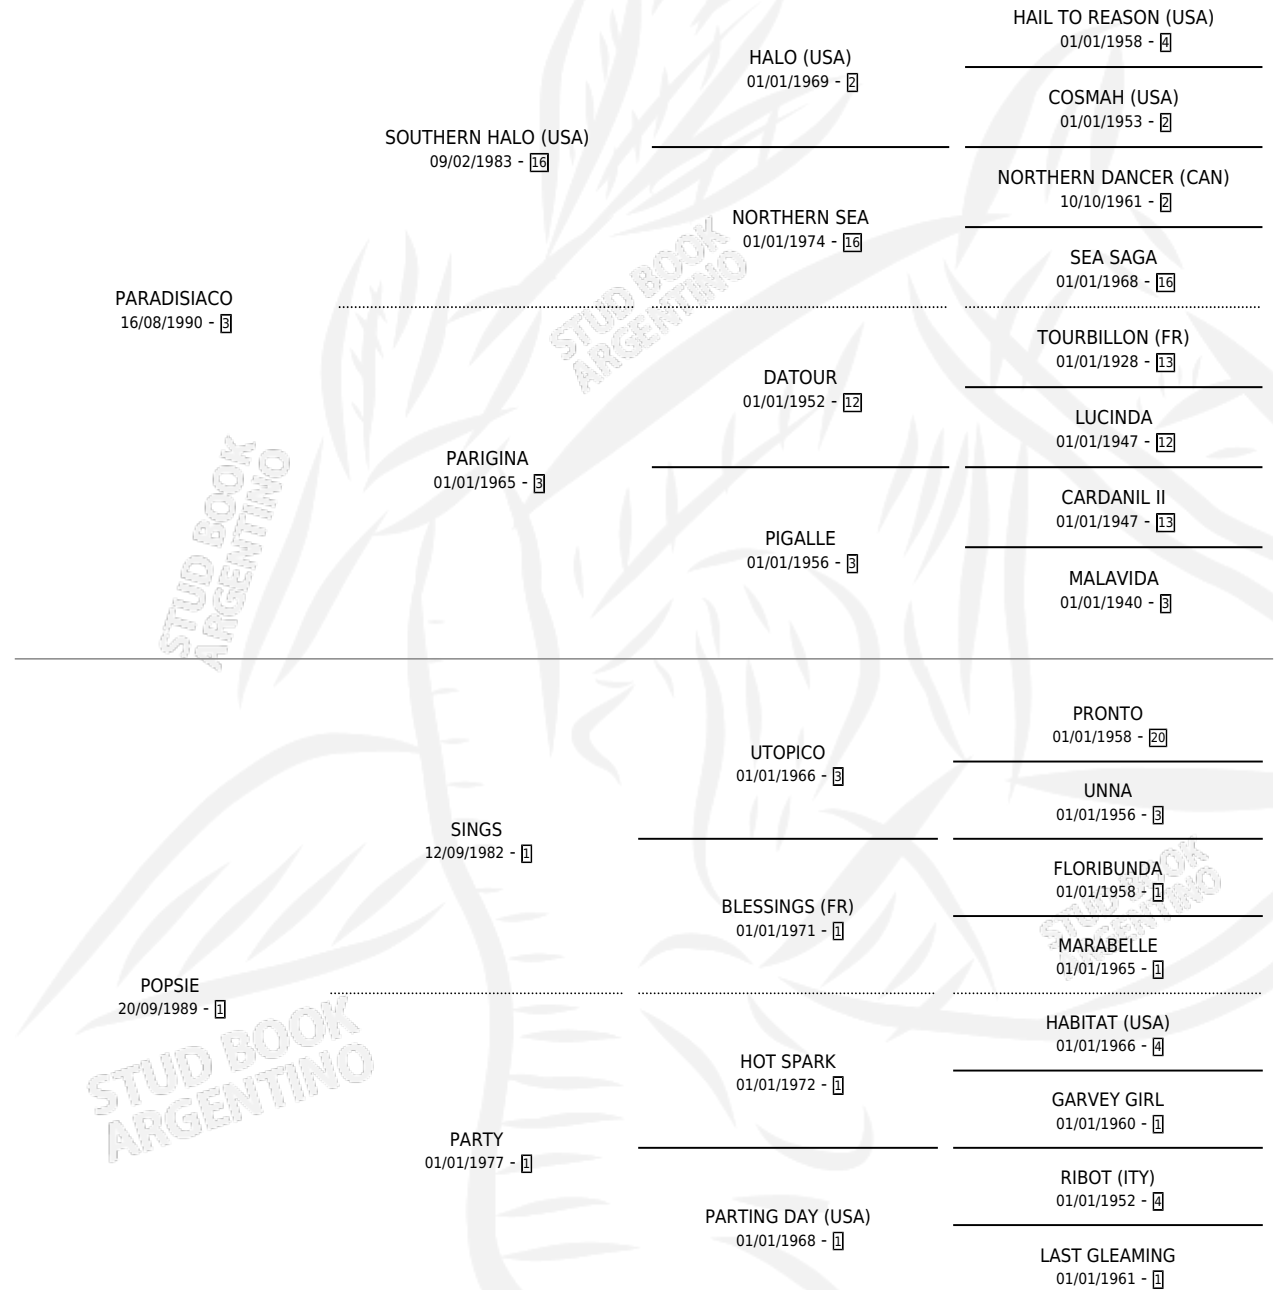 HAIL TO REASON (USA)
01/01/1958 - 4
HALO (USA)
01/01/1969 - 2
COSMAH (USA)
01/01/1953 - 2
SOUTHERN HALO (USA)
09/02/1983 - 16
NORTHERN DANCER (CAN)
10/10/1961 - 2
NORTHERN SEA
01/01/1974 - 16
SEA SAGA
01/01/1968 - 16
PARADISIACO
16/08/1990 - 3
TOURBILLON (FR)
01/01/1928 - 13
DATOUR
01/01/1952 - 12
LUCINDA
01/01/1947 - 12
PARIGINA
01/01/1965 - 3
CARDANIL II
01/01/1947 - 13
PIGALLE
01/01/1956 - 3
MALAVIDA
01/01/1940 - 3
PRONTO
01/01/1958 - 20
UTOPICO
01/01/1966 - 3
UNNA
01/01/1956 - 3
SINGS
12/09/1982 - 1
FLORIBUNDA
01/01/1958 - 1
BLESSINGS (FR)
01/01/1971 - 1
MARABELLE
01/01/1965 - 1
POPSIE
20/09/1989 - 1
HABITAT (USA)
01/01/1966 - 4
HOT SPARK
01/01/1972 - 1
GARVEY GIRL
01/01/1960 - 1
PARTY
01/01/1977 - 1
RIBOT (ITY)
01/01/1952 - 4
PARTING DAY (USA)
01/01/1968 - 1
LAST GLEAMING
01/01/1961 - 1
STUD BOOK
ARGENTINO
STUD BOOK
ARGENTINO
STUD BOOK
ARGENTINO
STUD BOOK
ARGENTINO